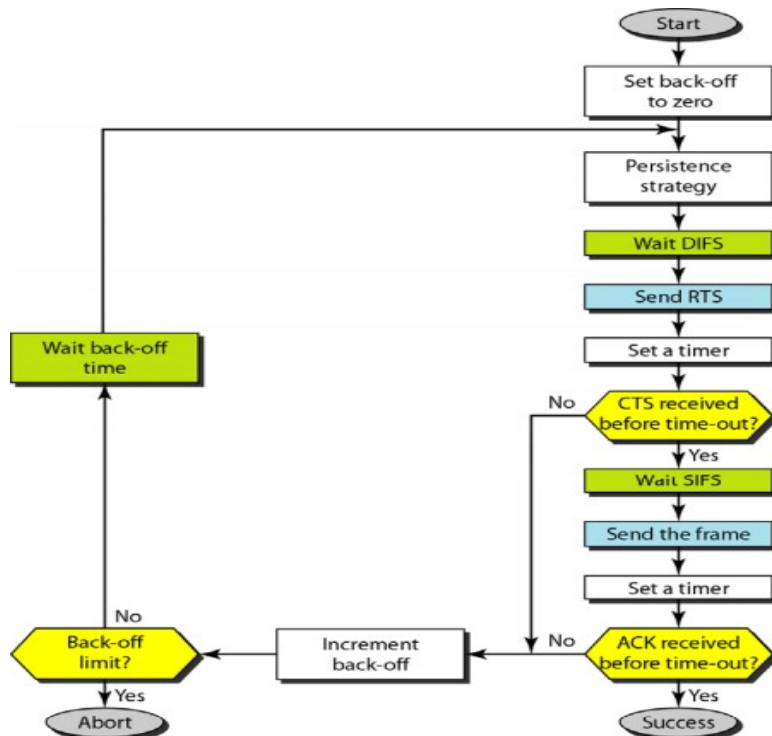 Start
Set back-off
to zero
Persistence
strategy
Wait DIFS
Send RTS
Wait back-off
time
Set a timer
No
CTS received
before time-out?
Yes
Wait SIFS
Send the frame
Set a timer
No
Back-off
limit?
Increment
back-off
No
ACK received
before time-out?
Yes
Yes
Abort
Success